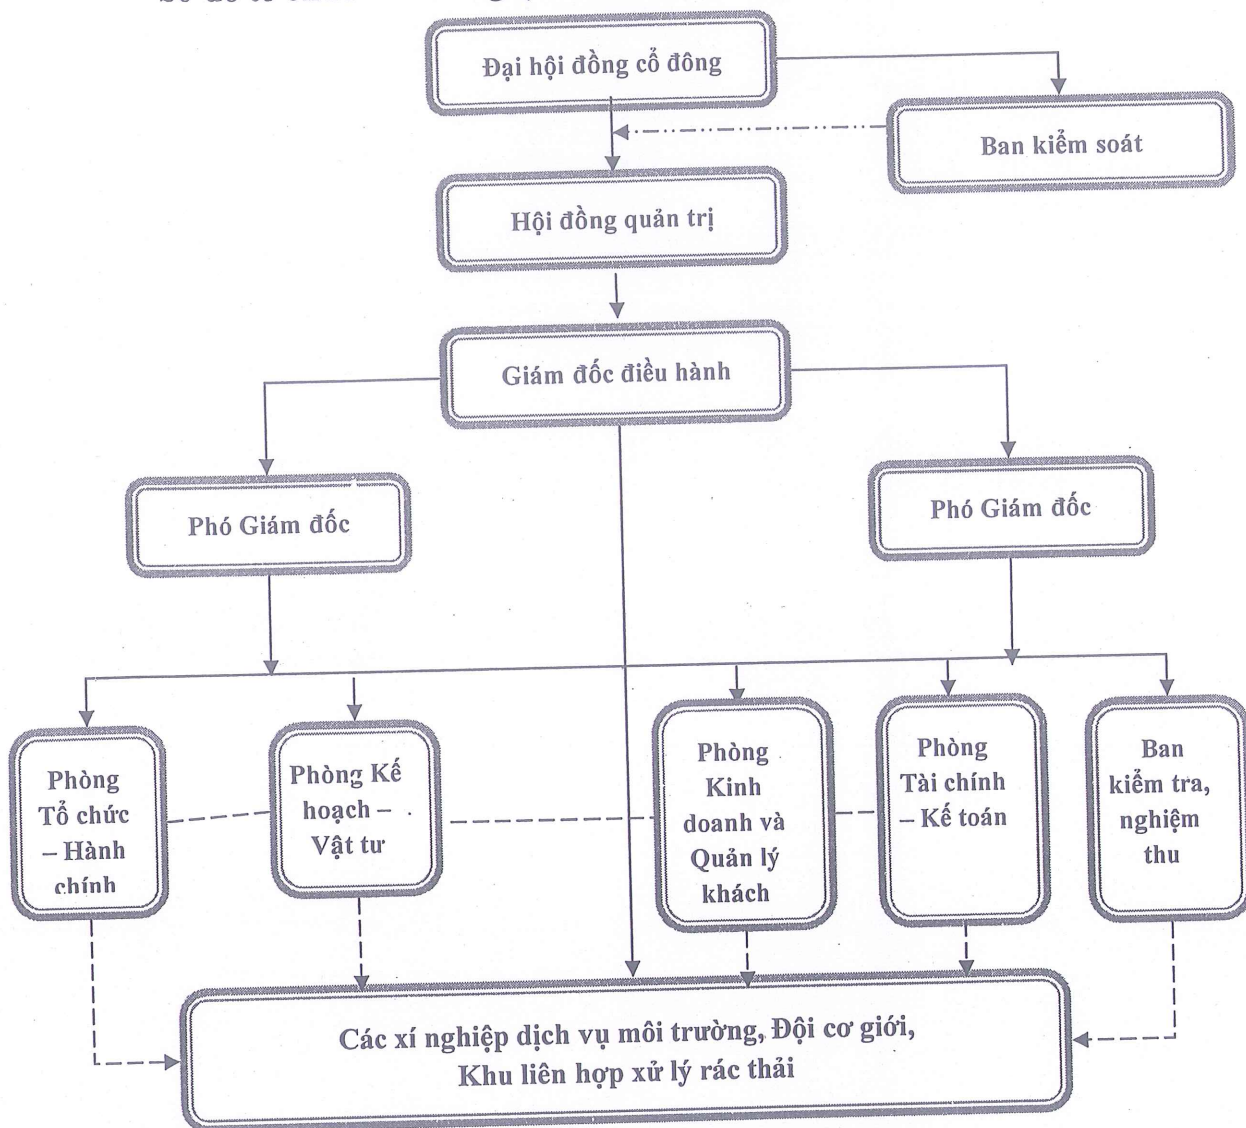 Đại hội đồng cổ đông
Ban kiểm soát
Hội đồng quản trị
Giám đốc điều hành
Phó Giám đốc
Phó Giám đốc
Phòng
Tổ chức
– Hành
chính
Phòng Kế
hoạch –
Vật tư
Phòng
Kinh
doanh và
Quản lý
khách
Phòng
Tài chính
– Kế toán
Ban
kiểm tra,
nghiệm
thu
Các xí nghiệp dịch vụ môi trường, Đội cơ giới,
Khu liên hợp xử lý rác thải